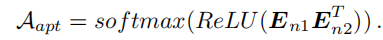 𝒜_{apt} = softmax(ReLU(𝑬_{n1}𝑬_{n2}^{T})).